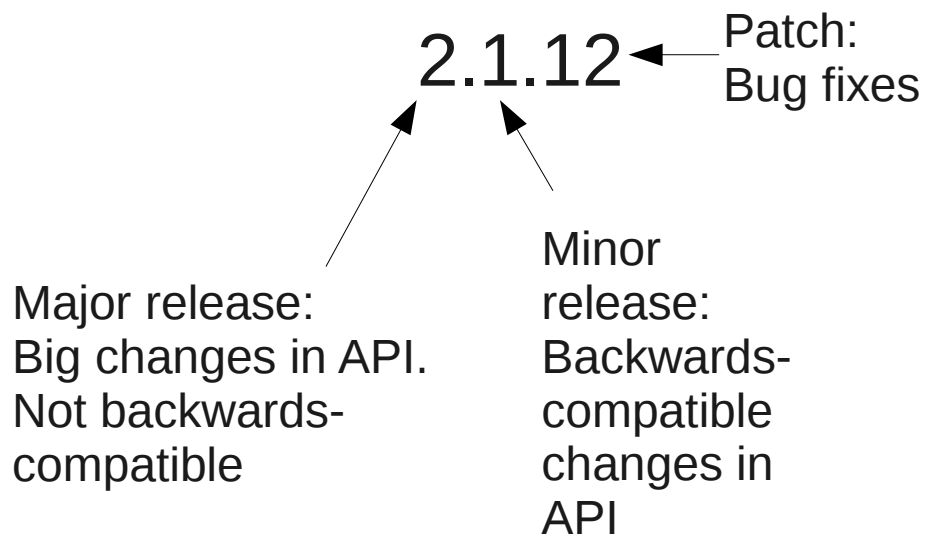 2.1.12
Patch:
Bug fixes
Major release:
Big changes in API.
Not backwards-
compatible
Minor
release:
Backwards-
compatible
changes in
API